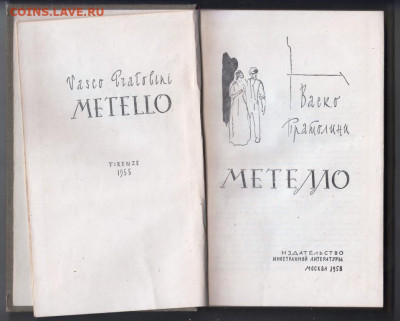 COINS.LAVE.RU
Vasco Pratolini
METELLO
FIRENZE
1955
Васко
Пратолини
МЕТЕЛЛО
ИЗДАТЕЛЬСТВО
ИНОСТРАННОЙ ЛИТЕРАТУРЫ
МОСКВА 1958